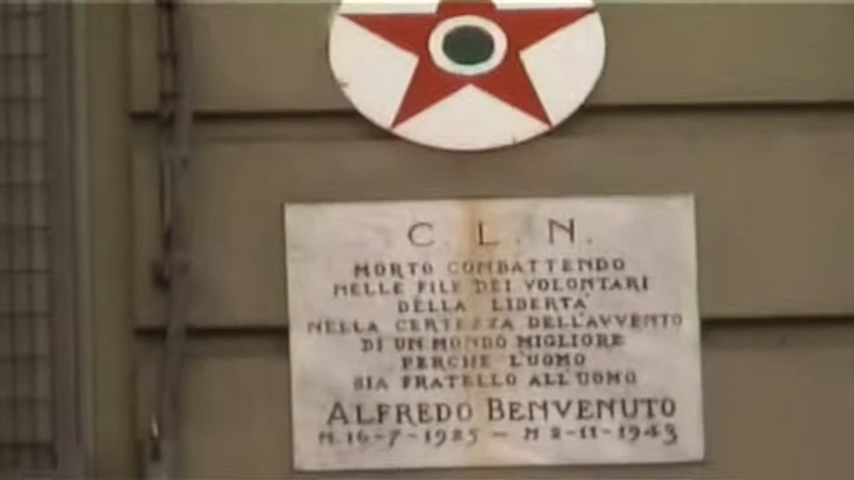 C. L. N.
MORTO COMBATTENDO
NELLE FILE DEI VOLONTARI
DELLA LIBERTA'
NELLA CERTEZZA DELL'AVVENTO
DI UN MONDO MIGLIORE
PERCHE L'UOMO
SIA FRATELLO ALL'UOMO
ALFREDO BENVENUTO
N. 16-7-1925 — M 2-11-1943